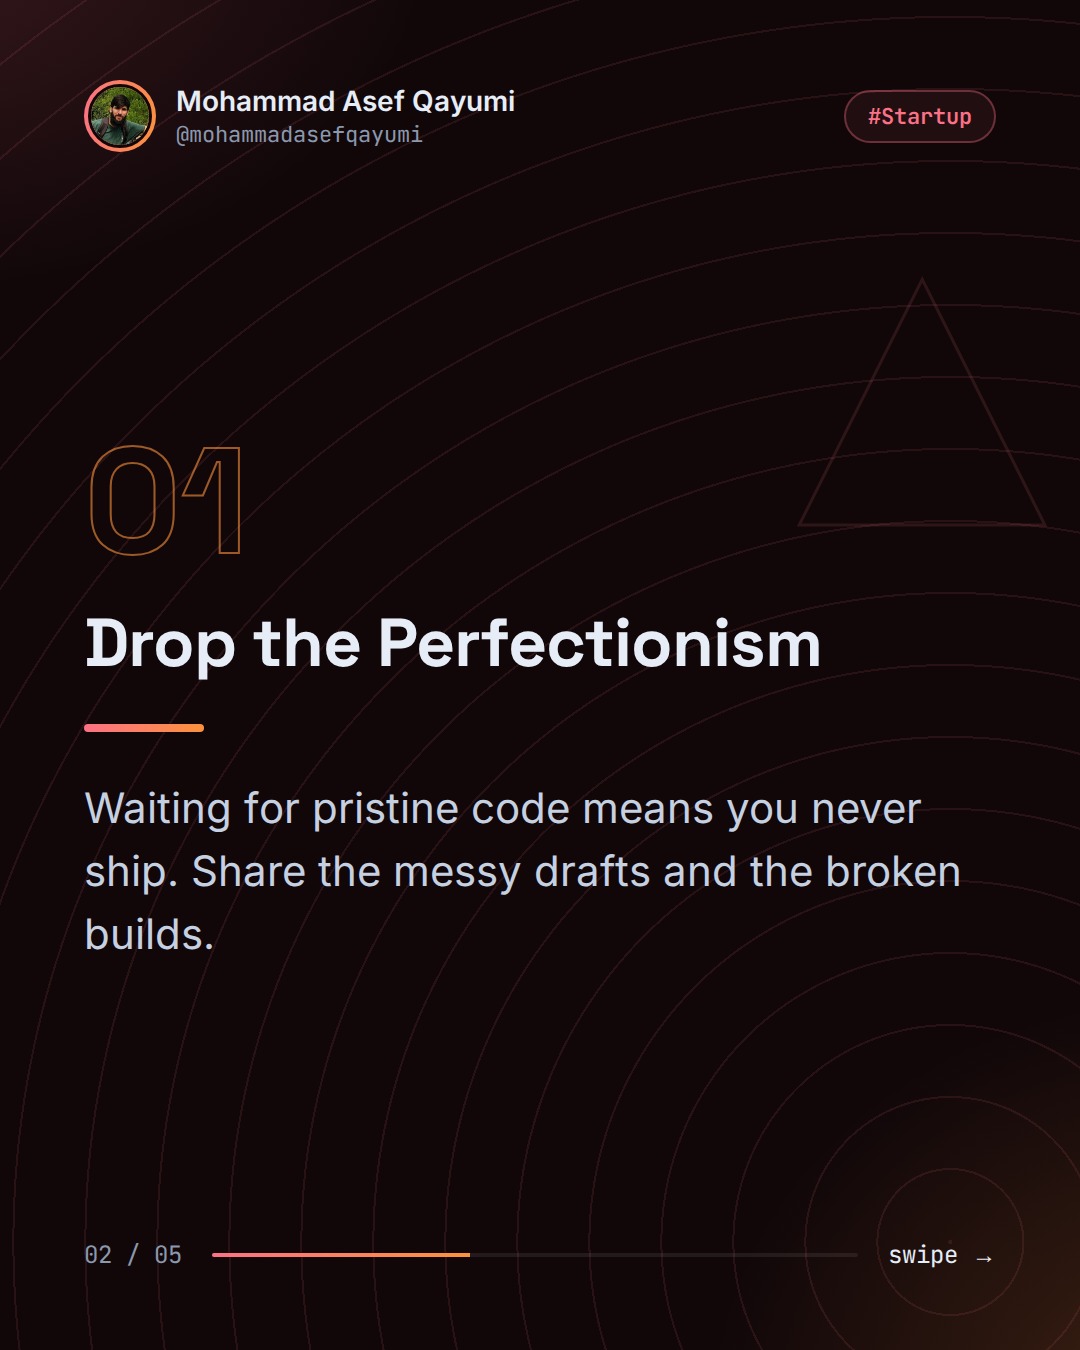 Mohammad Asef Qayumi
@mohammadasefqayumi
#Startup
01
Drop the Perfectionism
Waiting for pristine code means you never
ship. Share the messy drafts and the broken
builds.
02 / 05
swipe →